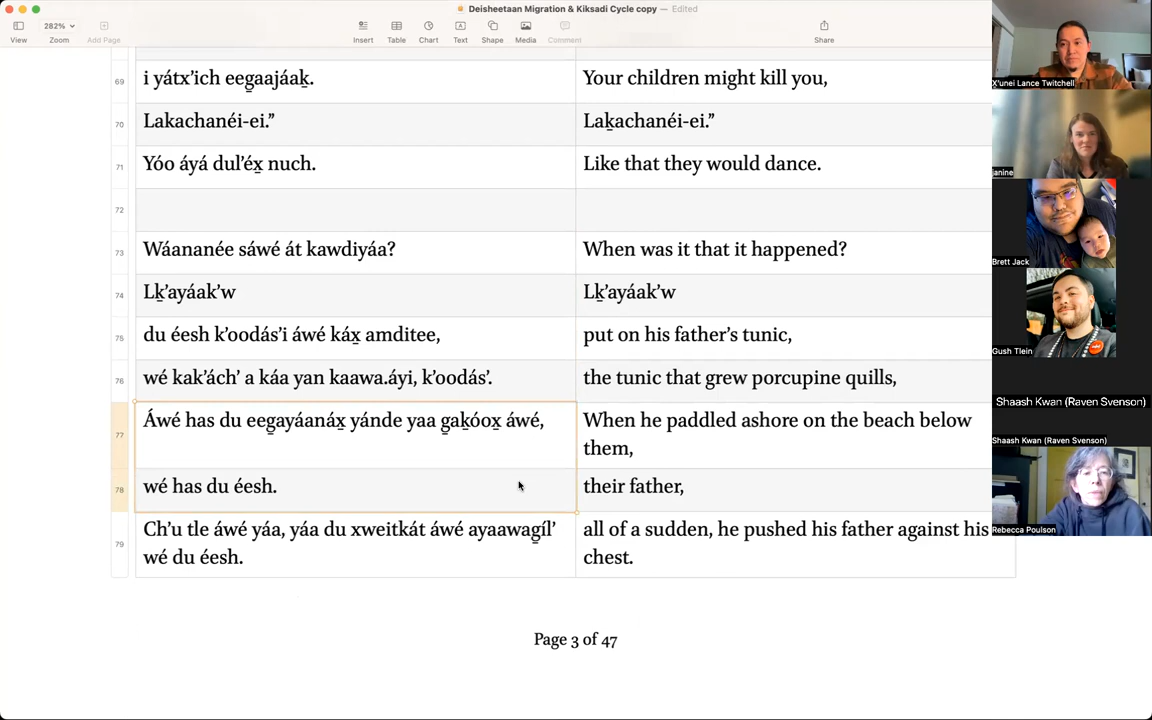 Deisheetaan Migration & Kiksadi Cycle copy — Edited
282%
View
Zoom
Add Page
Insert
Table
Chart
Text
Shape
Media
Comment
Share
69 i yátx’ich eeg̱aajáaḵ. Your children might kill you,
70 Lakachanéi-ei.” Laḵachanéi-ei.”
71 Yóo áyá dul’éx̱ nuch. Like that they would dance.
72
73 Wáananée sáwé át kawdiyáa? When was it that it happened?
74 Lḵ’ayáak’w Lḵ’ayáak’w
75 du éesh k’oodás’i áwé káx̱ amditee, put on his father’s tunic,
76 wé kak’ách’ a káa yan kaawa.áyi, k’oodás’. the tunic that grew porcupine quills,
77 Áwé has du eeg̱ayáanáx̱ yánde yaa g̱aḵóox̱ áwé, When he paddled ashore on the beach below
them,
78 wé has du éesh. their father,
79 Ch’u tle áwé yáa, yáa du xweitkát áwé ayaawag̱íl’ all of a sudden, he pushed his father against his
wé du éesh. chest.
Page 3 of 47
X̱’unei Lance Twitchell
janine
Brett Jack
Gush Tlein
Shaash Kwan (Raven Svenson)
Shaash Kwan (Raven Svenson)
Rebecca Poulson